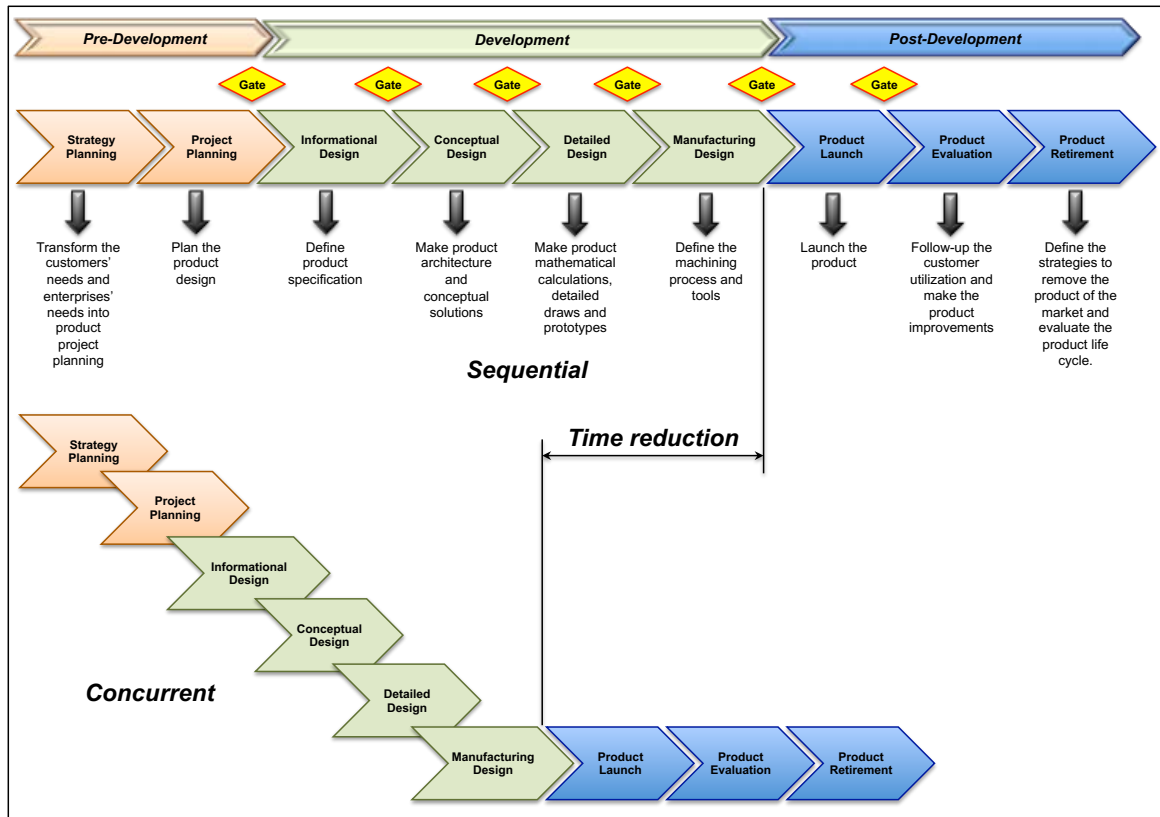 Pre-Development
Development
Post-Development
Gate
Gate
Gate
Gate
Gate
Gate
Strategy
Planning
Project
Planning
Informational
Design
Conceptual
Design
Detailed
Design
Manufacturing
Design
Product
Launch
Product
Evaluation
Product
Retirement
Transform the
customers’
needs and
enterprises’
needs into
product
project
planning
Plan the
product
design
Define
product
specification
Make product
architecture
and
conceptual
solutions
Make product
mathematical
calculations,
detailed
draws and
prototypes
Define the
machining
process and
tools
Launch the
product
Follow-up the
customer
utilization and
make the
product
improvements
Define the
strategies to
remove the
product of the
market and
evaluate the
product life
cycle.
Sequential
Time reduction
Strategy
Planning
Project
Planning
Informational
Design
Conceptual
Design
Detailed
Design
Concurrent
Manufacturing
Design
Product
Launch
Product
Evaluation
Product
Retirement